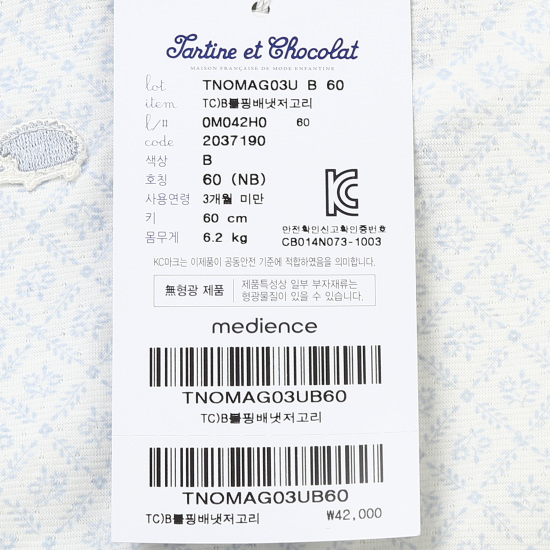 Tartine et Chocolat
MAISON FRANÇAISE DE MODE ENFANTINE
lot TNOMAG03U B 60
item TC)B볼핑배냇저고리
l/# 0M042H0 60
code 2037190
색상 B
호칭 60 (NB)
사용연령 3개월 미만
키 60 cm
몸무게 6.2 kg
안전확인신고확인증번호
CB014N073-1003
KC마크는 이제품이 공통안전 기준에 적합하였음을 의미합니다.
無형광 제품
제품특성상 일부 부자재류는
형광물질이 있을 수 있습니다.
medience
TNOMAG03UB60
TC)B볼핑배냇저고리
TNOMAG03UB60
TC)B볼핑배냇저고리 ₩42,000